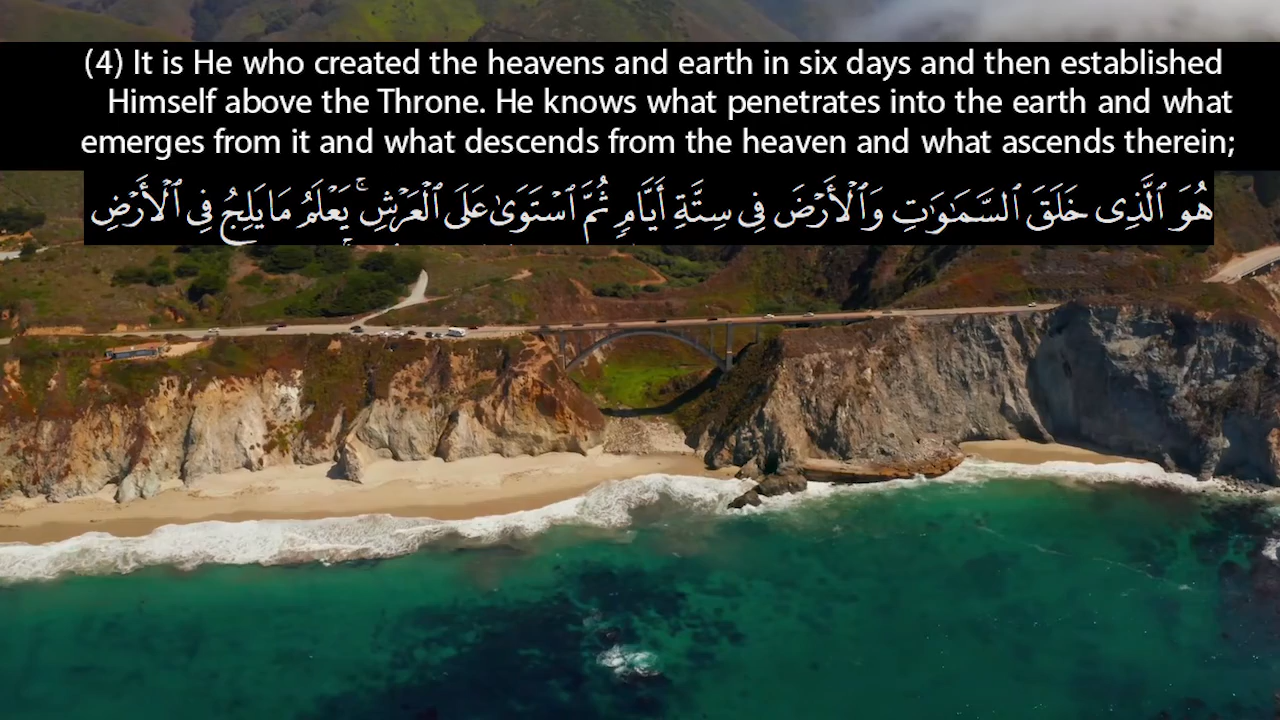 (4) It is He who created the heavens and earth in six days and then established
Himself above the Throne. He knows what penetrates into the earth and what
emerges from it and what descends from the heaven and what ascends therein;
هُوَ ٱلَّذِى خَلَقَ ٱلسَّمَـٰوَٰتِ وَٱلْأَرْضَ فِى سِتَّةِ أَيَّامٍ ثُمَّ ٱسْتَوَىٰ عَلَى ٱلْعَرْشِ ۚ يَعْلَمُ مَا يَلِجُ فِى ٱلْأَرْضِ